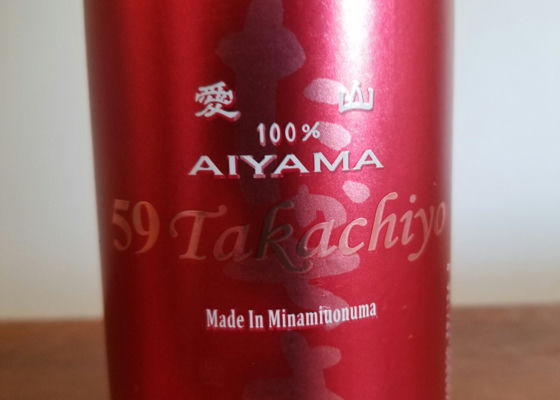 愛 山
100%
AIYAMA
59 Takachiyo
Made In Minamiuonuma